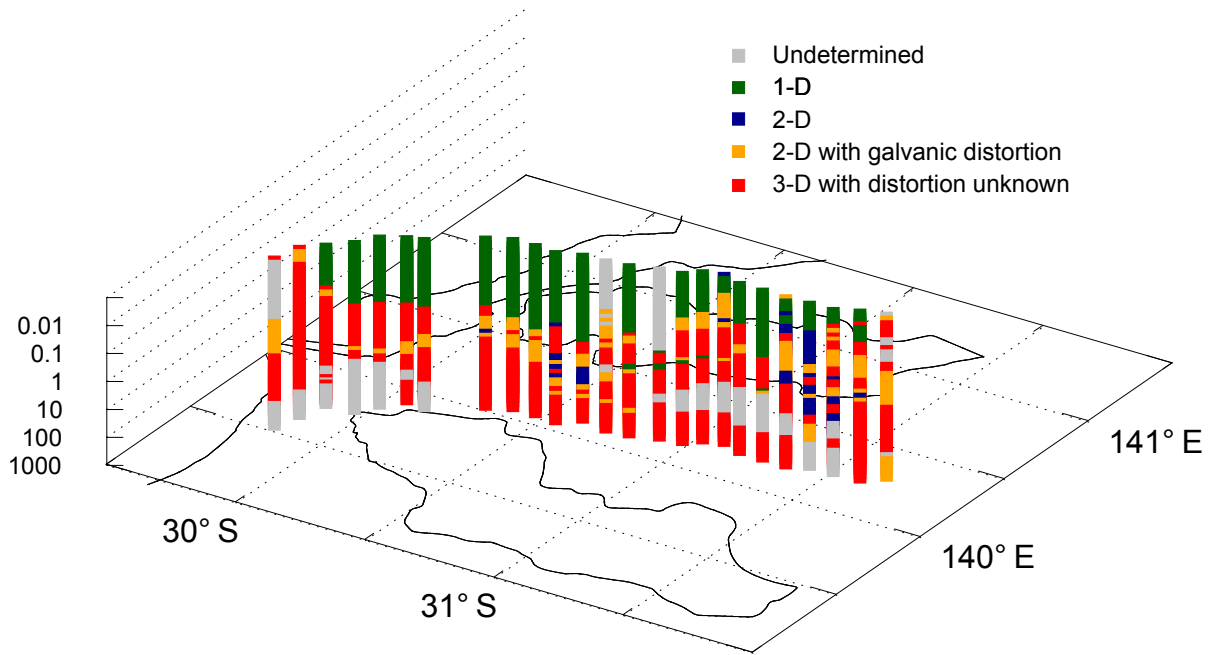 Undetermined
1-D
2-D
2-D with galvanic distortion
3-D with distortion unknown
0.01
0.1
1
10
100
1000
30° S
31° S
140° E
141° E